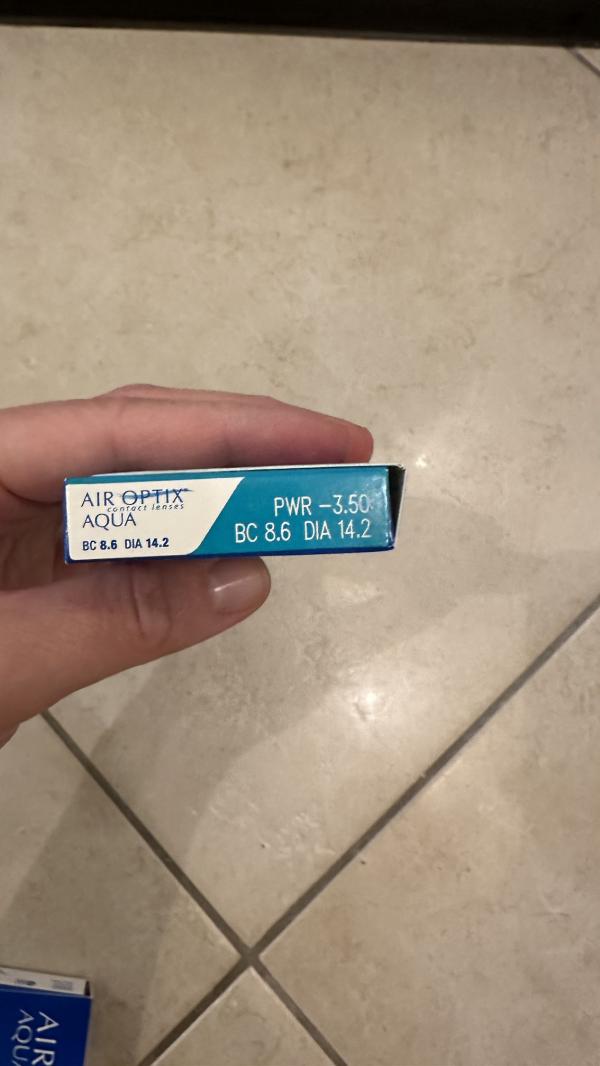 AIR OPTIX™
contact lenses
AQUA
BC 8.6 DIA 14.2
PWR –3.50
BC 8.6 DIA 14.2
AIR
AQUA